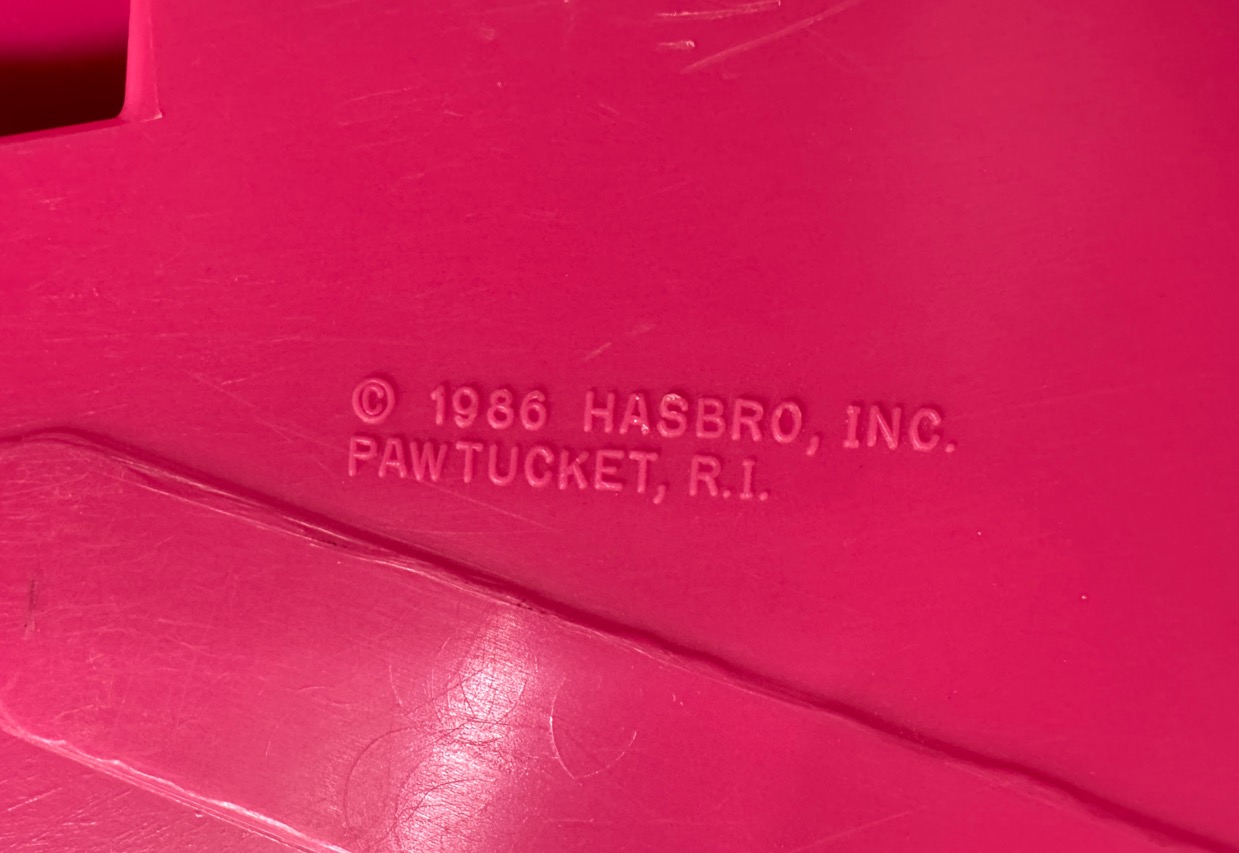 © 1986 HASBRO, INC.
PAWTUCKET, R.I.